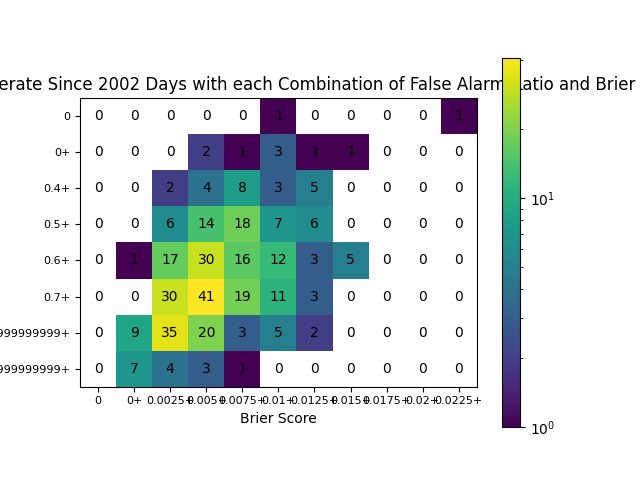 erate Since 2002 Days with each Combination of False Alarm Ratio and Brier
0 0 0 0 0 0 1 0 0 0 0 1
0+ 0 0 0 2 1 3 1 1 0 0 0
0.4+ 0 0 2 4 8 3 5 0 0 0 0
0.5+ 0 0 6 14 18 7 6 0 0 0 0
0.6+ 0 1 17 30 16 12 3 5 0 0 0
0.7+ 0 0 30 41 19 11 3 0 0 0 0
999999999+ 0 9 35 20 3 5 2 0 0 0 0
999999999+ 0 7 4 3 1 0 0 0 0 0 0
0 0+ 0.0025+ 0.005+ 0.0075+ 0.01+ 0.0125+ 0.015+ 0.0175+ 0.02+ 0.0225+
Brier Score
10^1
10^0